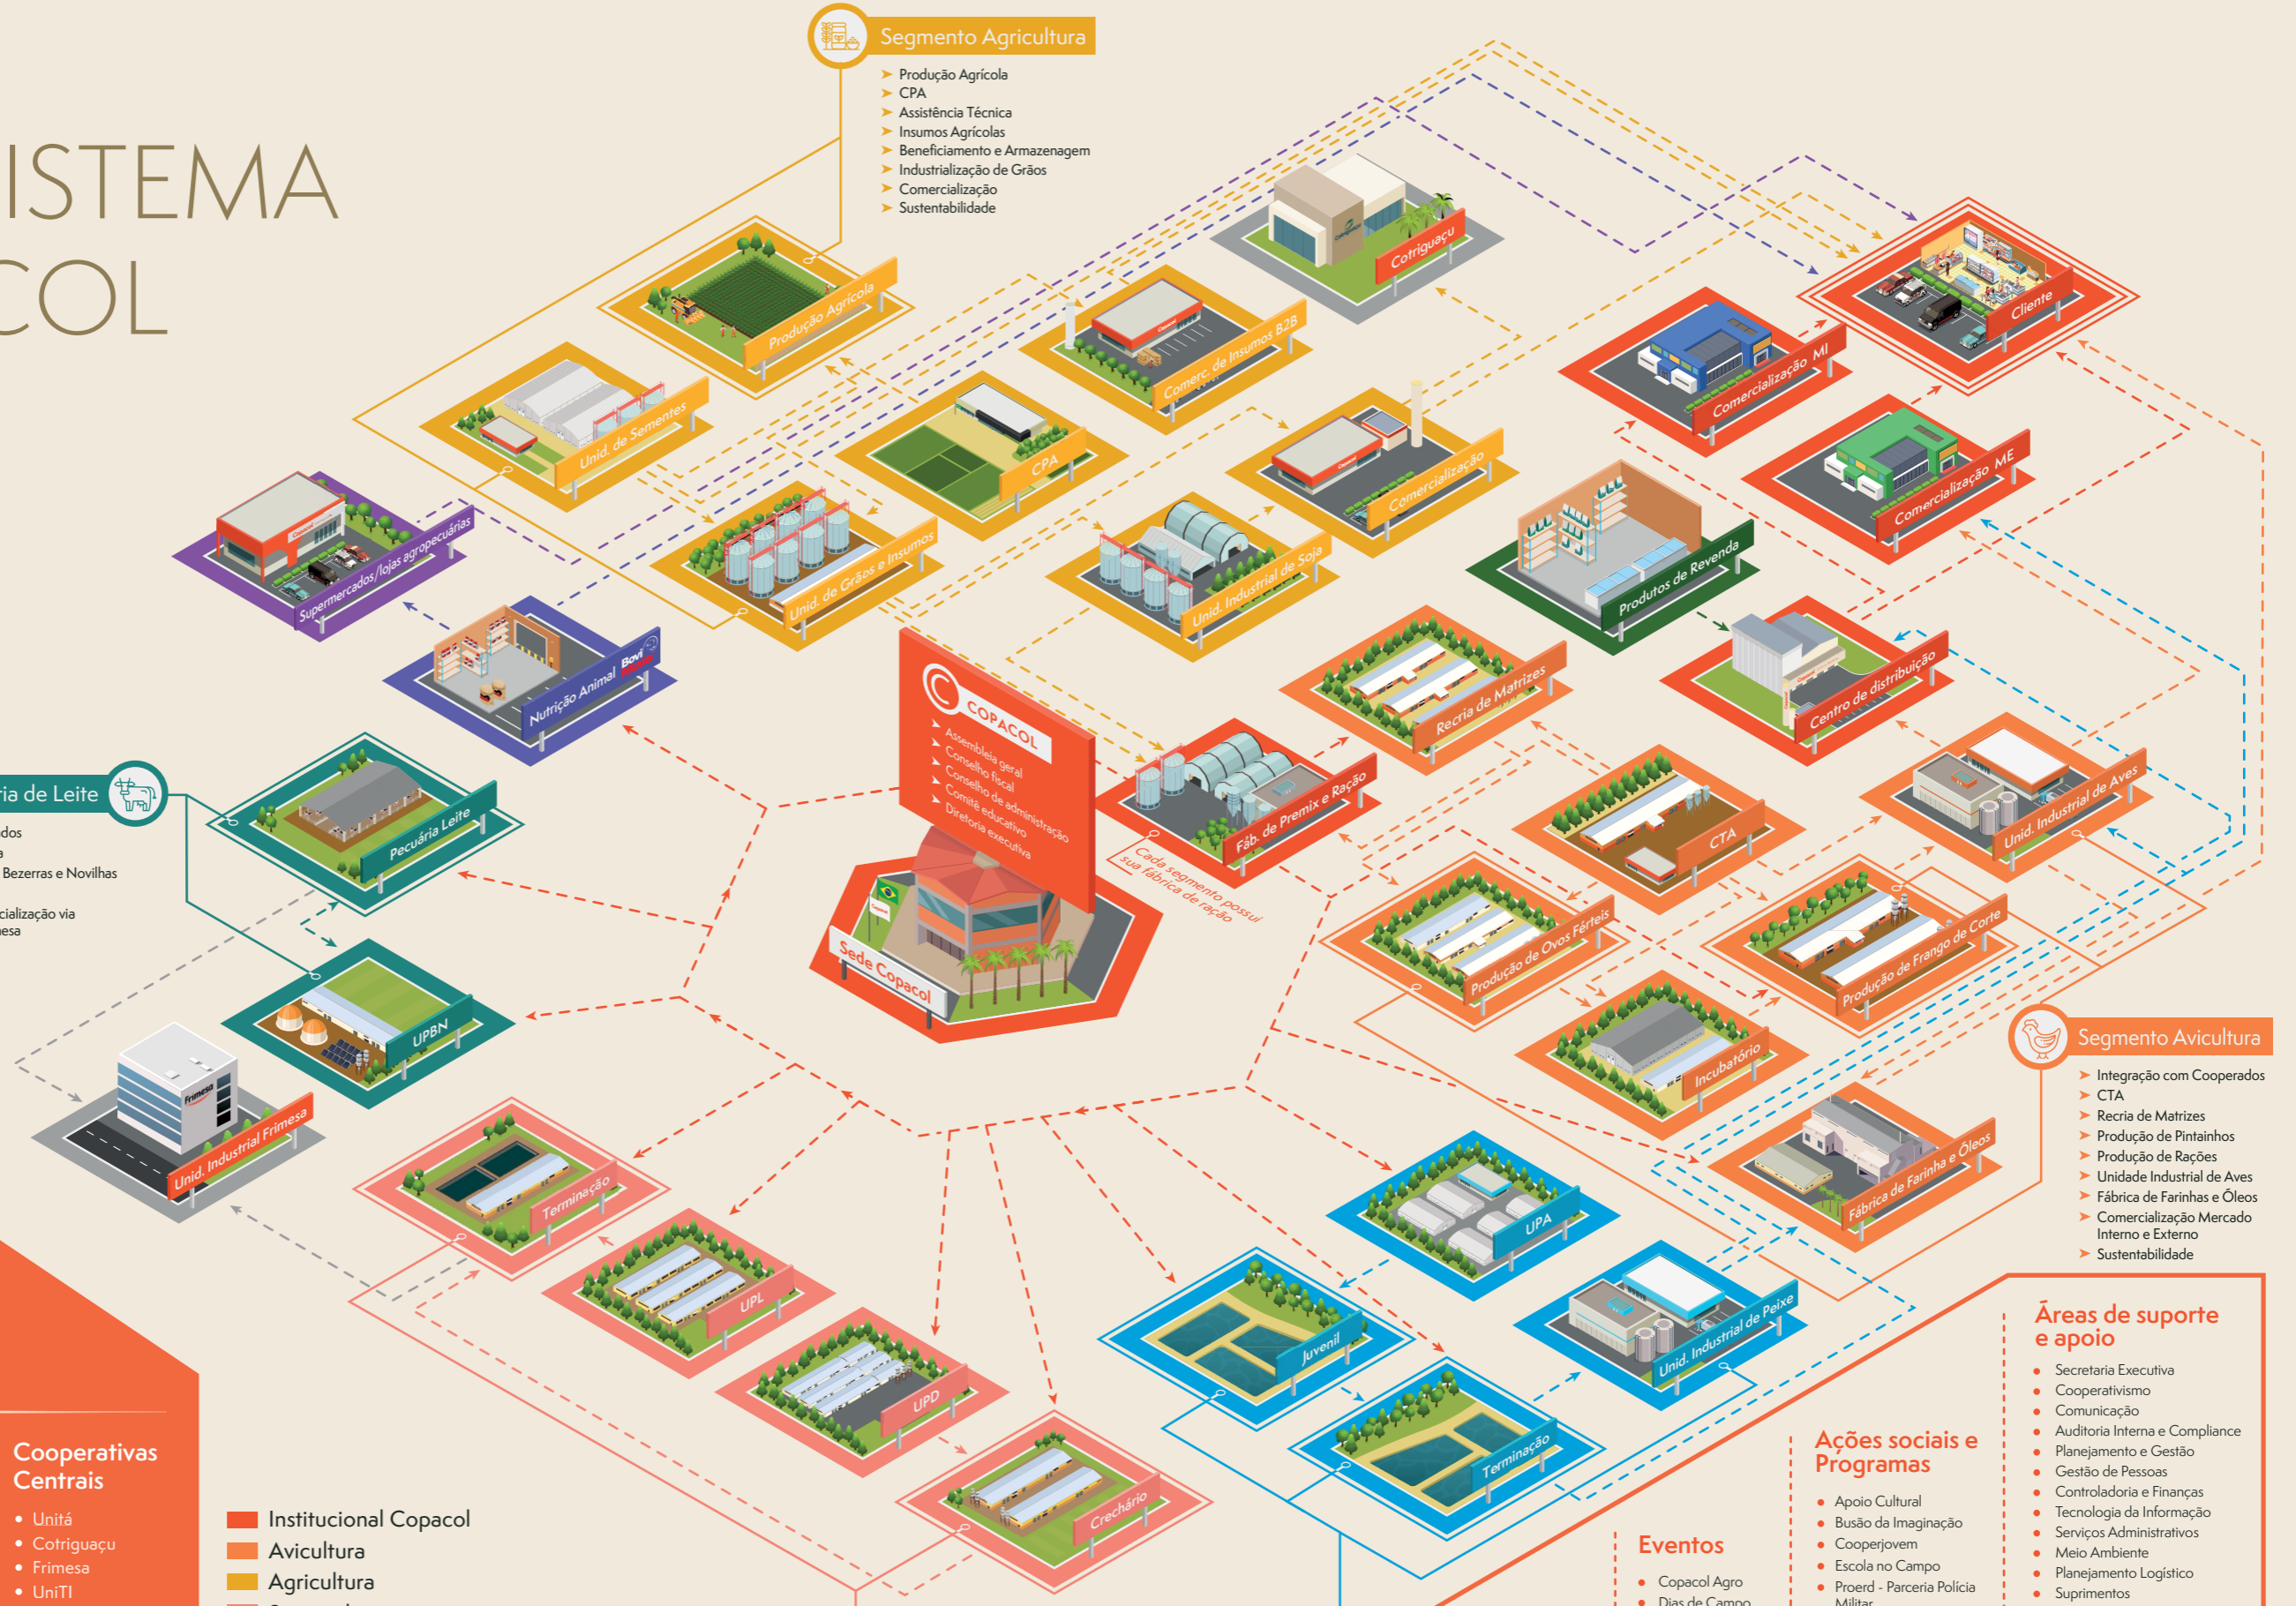 ISTEMA
COL
Segmento Agricultura
Produção Agrícola
CPA
Assistência Técnica
Insumos Agrícolas
Beneficiamento e Armazenagem
Industrialização de Grãos
Comercialização
Sustentabilidade
Produção Agrícola
Unid. de Sementes
Comerc. de Insumos B2B
Cotriguaçu
Cliente
Comercialização MI
Comercialização ME
CPA
Comercialização
Supermercados/lojas agropecuárias
Unid. de Grãos e Insumos
Unid. Industrial de Soja
Produtos de Revenda
Nutrição Animal
Bovi
Recria de Matrizes
Centro de distribuição
COPACOL
Assembleia geral
Conselho fiscal
Conselho de administração
Comitê educativo
Diretoria executiva
Copacol
Sede Copacol
Fáb. de Premix e Ração
Cada segmento possui
sua fábrica de ração
CTA
Unid. Industrial de Aves
ria de Leite
dos
a
Bezerras e Novilhas
cialização via
esa
Pecuária Leite
UPBN
Frimesa
Unid. Industrial Frimesa
Produção de Ovos Férteis
Produção de Frango de Corte
Incubatório
Fábrica de Farinha e Óleos
Segmento Avicultura
Integração com Cooperados
CTA
Recria de Matrizes
Produção de Pintainhos
Produção de Rações
Unidade Industrial de Aves
Fábrica de Farinhas e Óleos
Comercialização Mercado
Interno e Externo
Sustentabilidade
Terminação
UPL
UPD
Crechário
UPA
Juvenil
Terminação
Unid. Industrial de Peixe
Cooperativas
Centrais
Unitá
Cotriguaçu
Frimesa
UniTI
Institucional Copacol
Avicultura
Agricultura
Eventos
Copacol Agro
Dias de Campo
Ações sociais e
Programas
Apoio Cultural
Busão da Imaginação
Cooperjovem
Escola no Campo
Proerd - Parceria Polícia
Militar
Áreas de suporte
e apoio
Secretaria Executiva
Cooperativismo
Comunicação
Auditoria Interna e Compliance
Planejamento e Gestão
Gestão de Pessoas
Controladoria e Finanças
Tecnologia da Informação
Serviços Administrativos
Meio Ambiente
Planejamento Logístico
Suprimentos